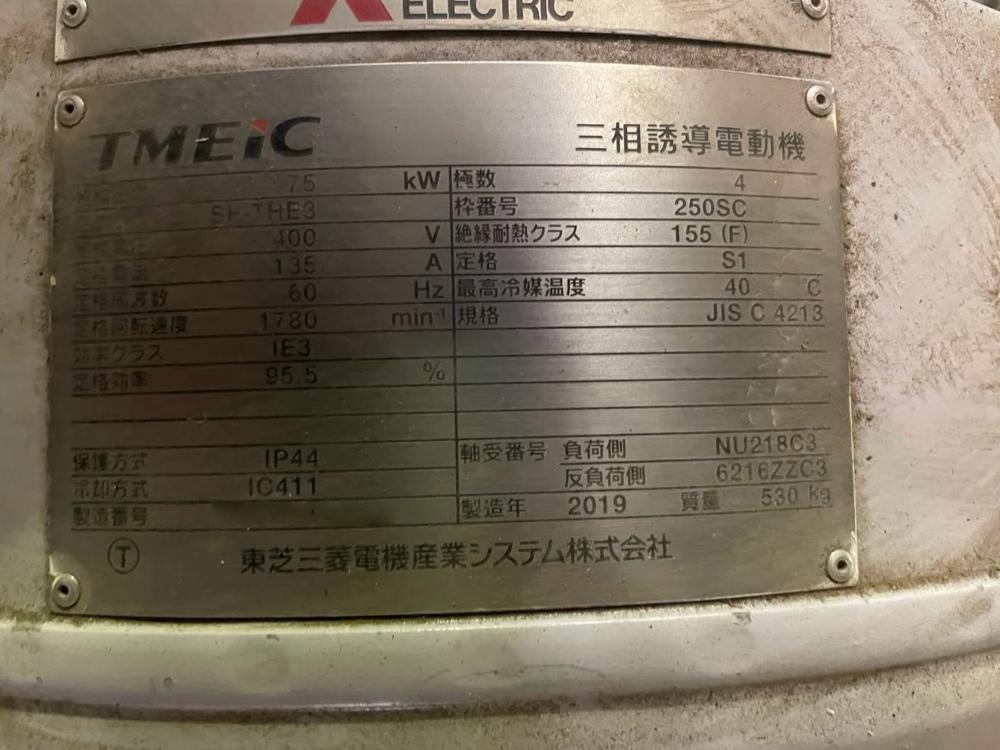 ELECTRIC
TMEiC 三相誘導電動機
75 kW 極数 4
SF-THE3 枠番号 250SC
400 V 絶縁耐熱クラス 155 (F)
135 A 定格 S1
定格周波数 60 Hz 最高冷媒温度 40 ℃
定格回転速度 1780 min⁻¹ 規格 JIS C 4213
効率クラス IE3
定格効率 95.5 %
保護方式 IP44 軸受番号 負荷側 NU218C3
冷却方式 IC411 反負荷側 6216ZZC3
製造番号 製造年 2019 質量 530 kg
Ⓣ 東芝三菱電機産業システム株式会社